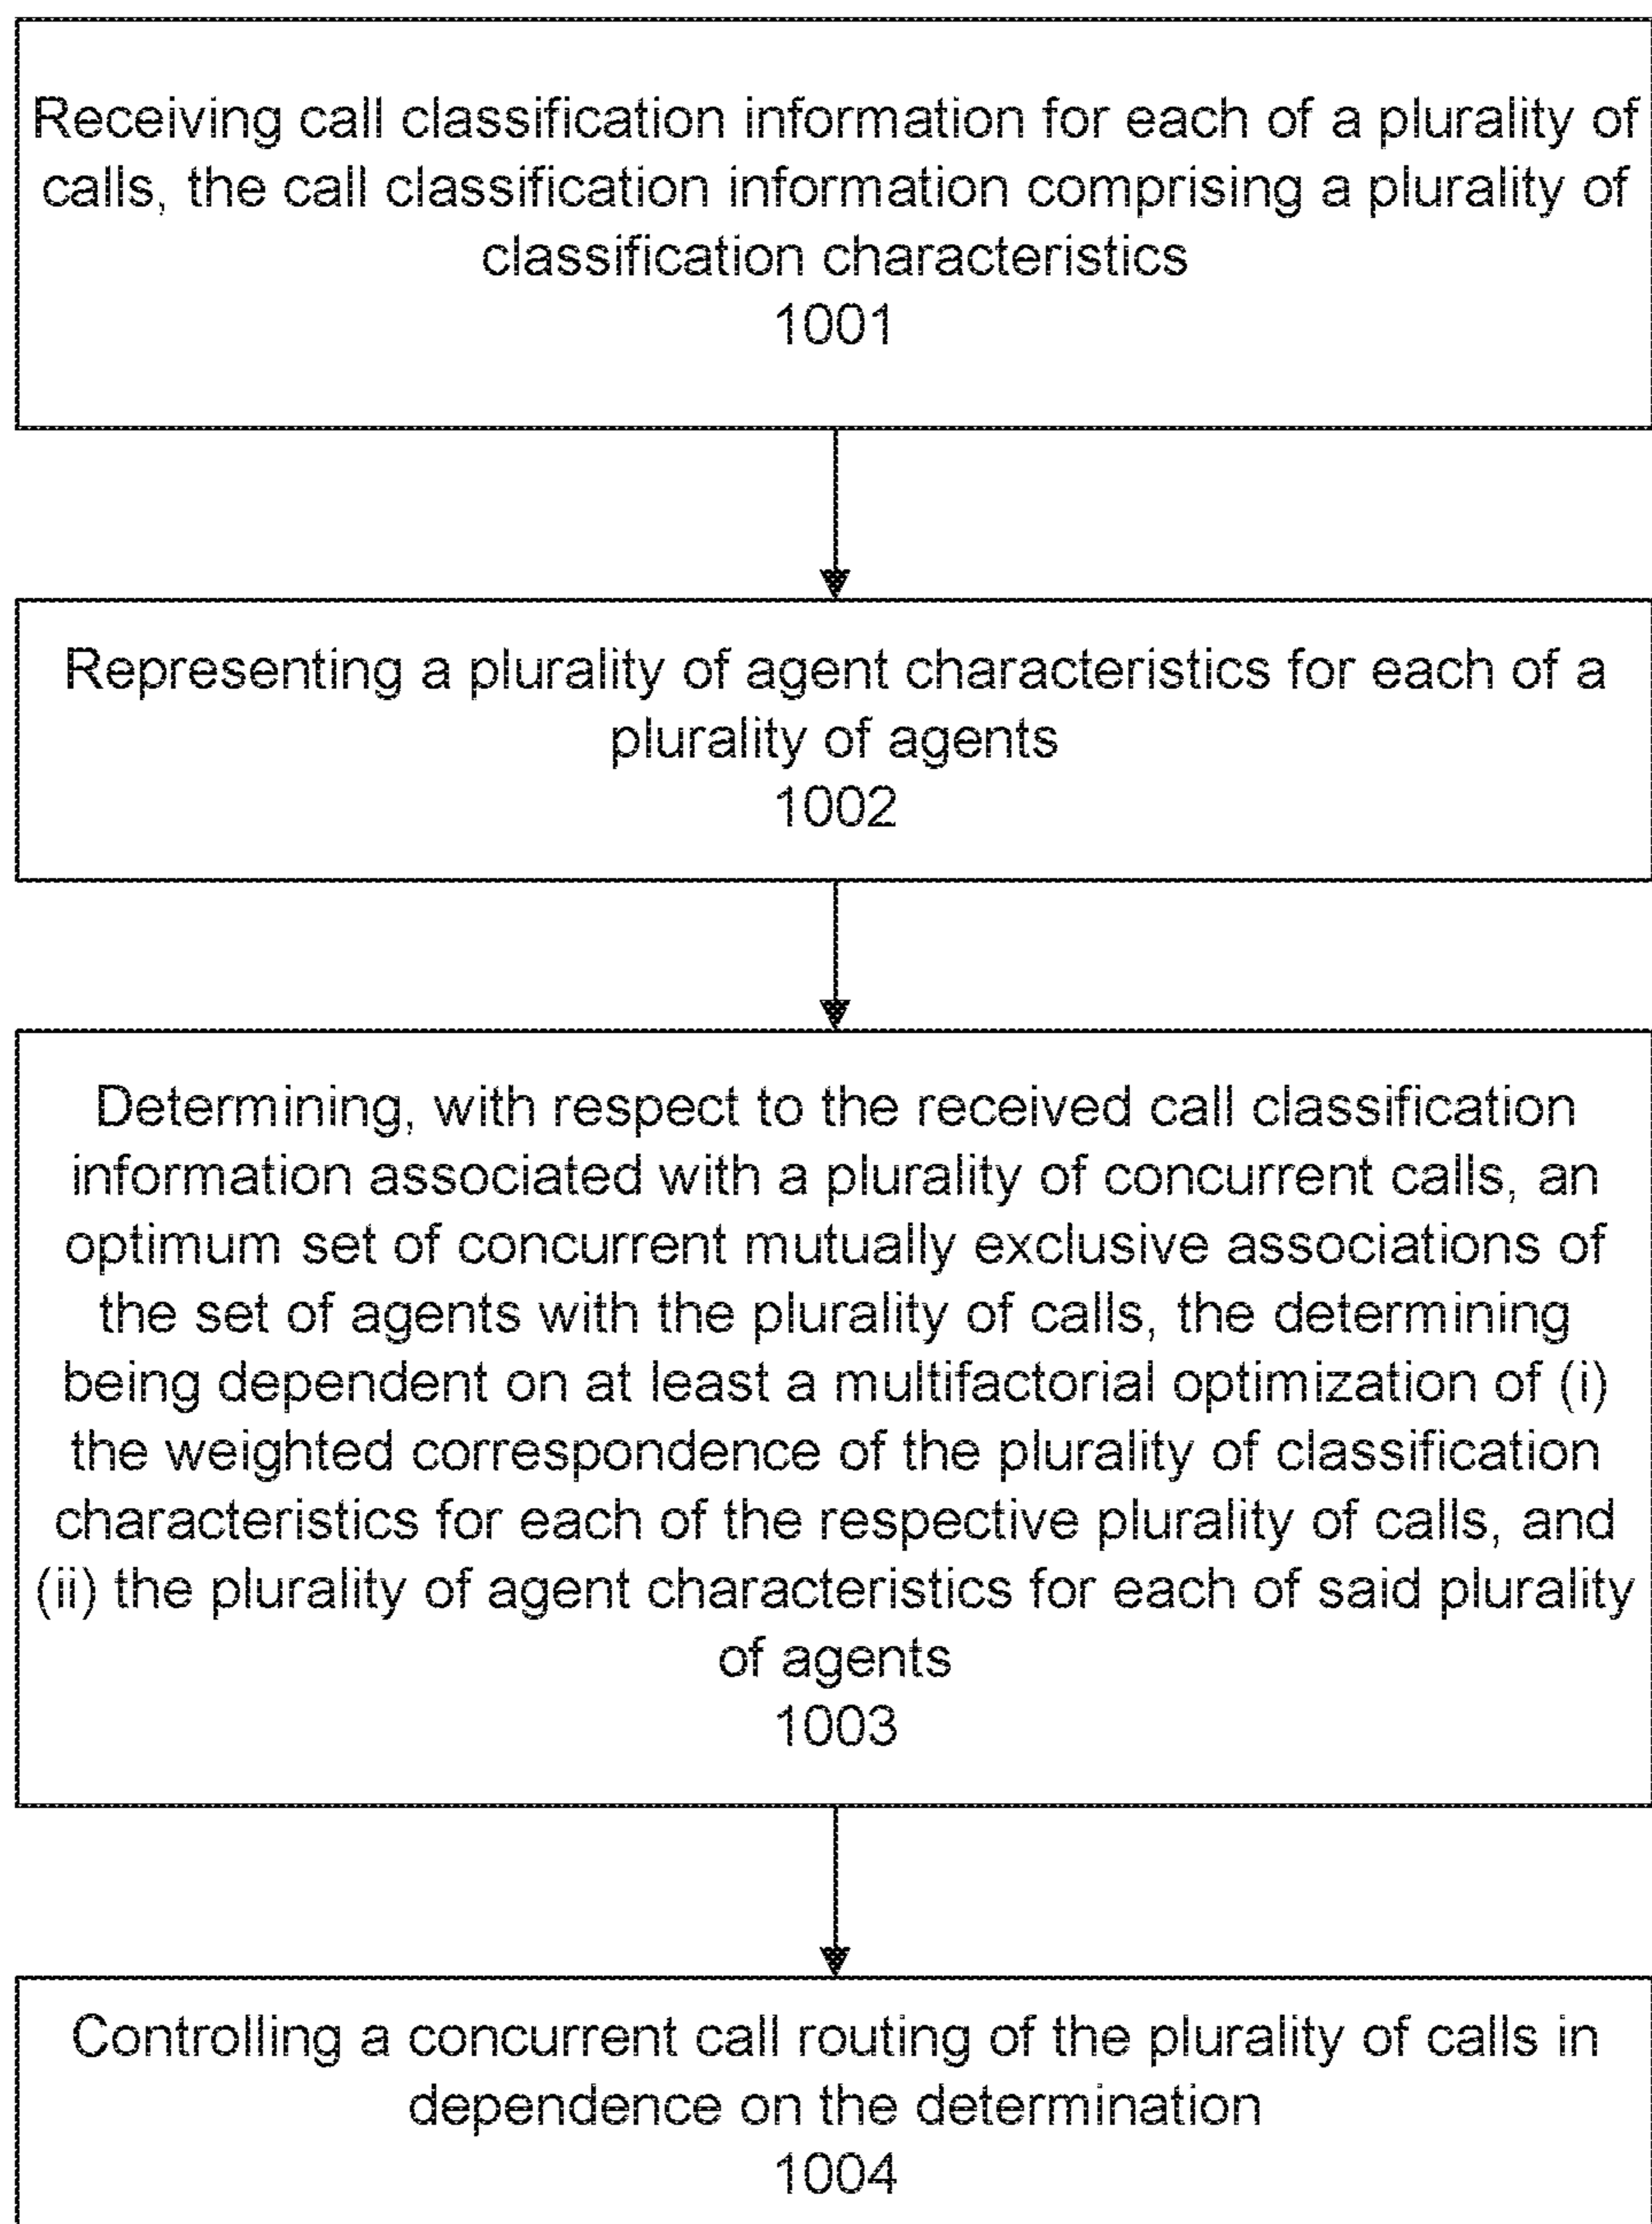 Receiving call classification information for each of a plurality of
calls, the call classification information comprising a plurality of
classification characteristics
1001
Representing a plurality of agent characteristics for each of a
plurality of agents
1002
Determining, with respect to the received call classification
information associated with a plurality of concurrent calls, an
optimum set of concurrent mutually exclusive associations of
the set of agents with the plurality of calls, the determining
being dependent on at least a multifactorial optimization of (i)
the weighted correspondence of the plurality of classification
characteristics for each of the respective plurality of calls, and
(ii) the plurality of agent characteristics for each of said plurality
of agents
1003
Controlling a concurrent call routing of the plurality of calls in
dependence on the determination
1004